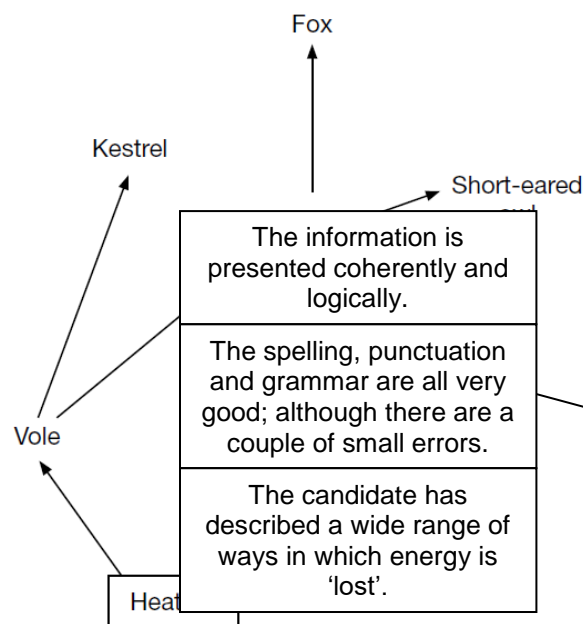 Fox
Kestrel
Short-eared
The information is
presented coherently and
logically.
The spelling, punctuation
and grammar are all very
good; although there are a
couple of small errors.
Vole
The candidate has
described a wide range of
ways in which energy is
‘lost’.
Heat